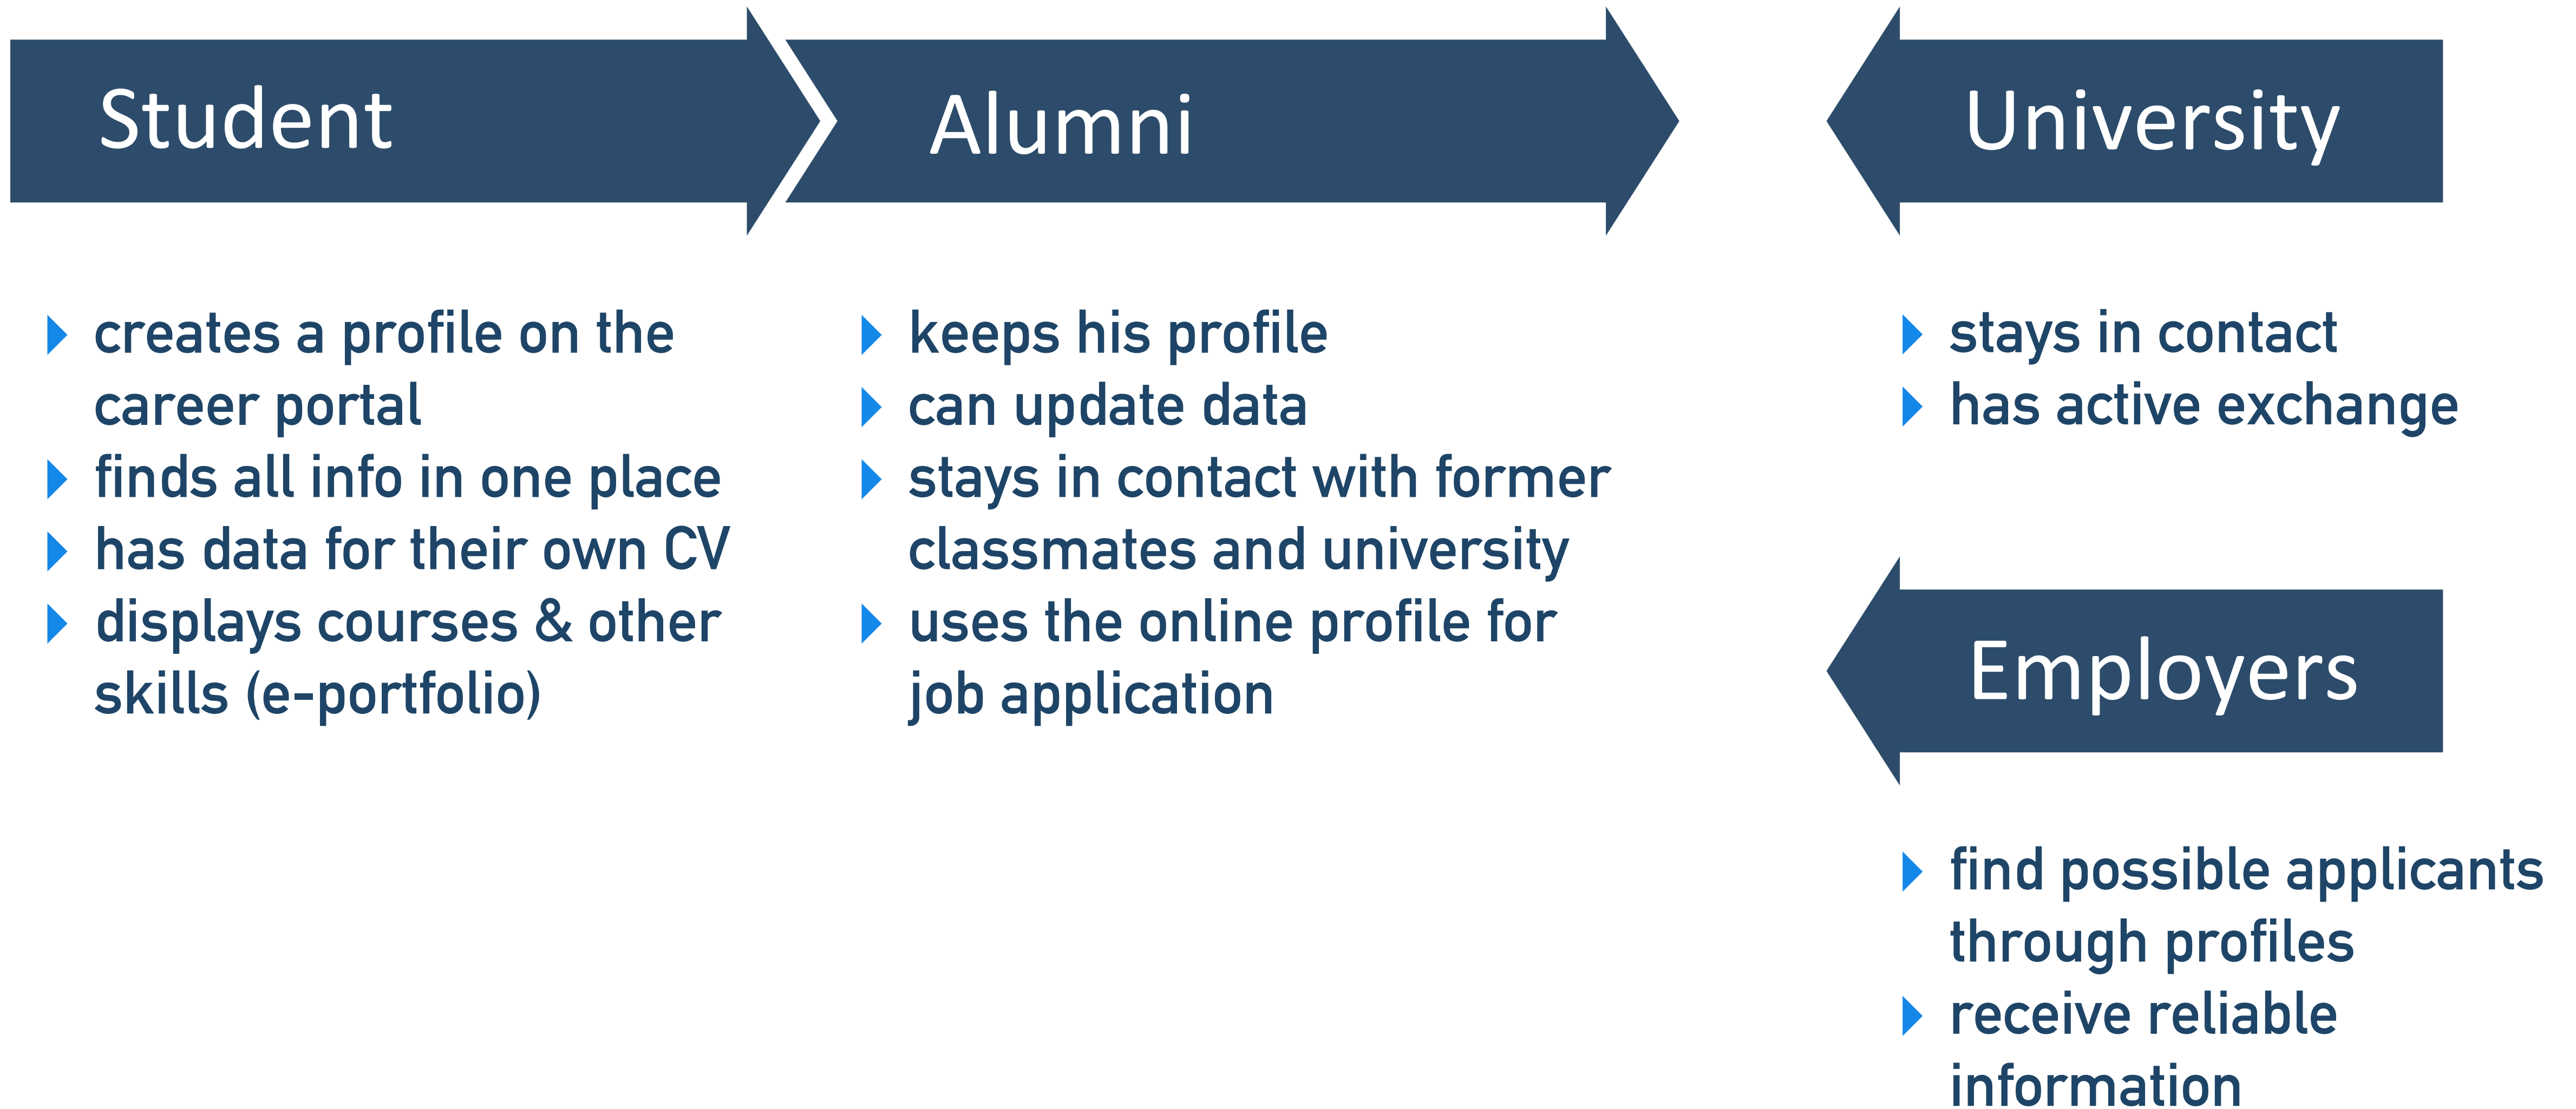 Student
creates a profile on the
career portal
finds all info in one place
has data for their own CV
displays courses & other
skills (e-portfolio)
Alumni
keeps his profile
can update data
stays in contact with former
classmates and university
uses the online profile for
job application
University
stays in contact
has active exchange
Employers
find possible applicants
through profiles
receive reliable
information